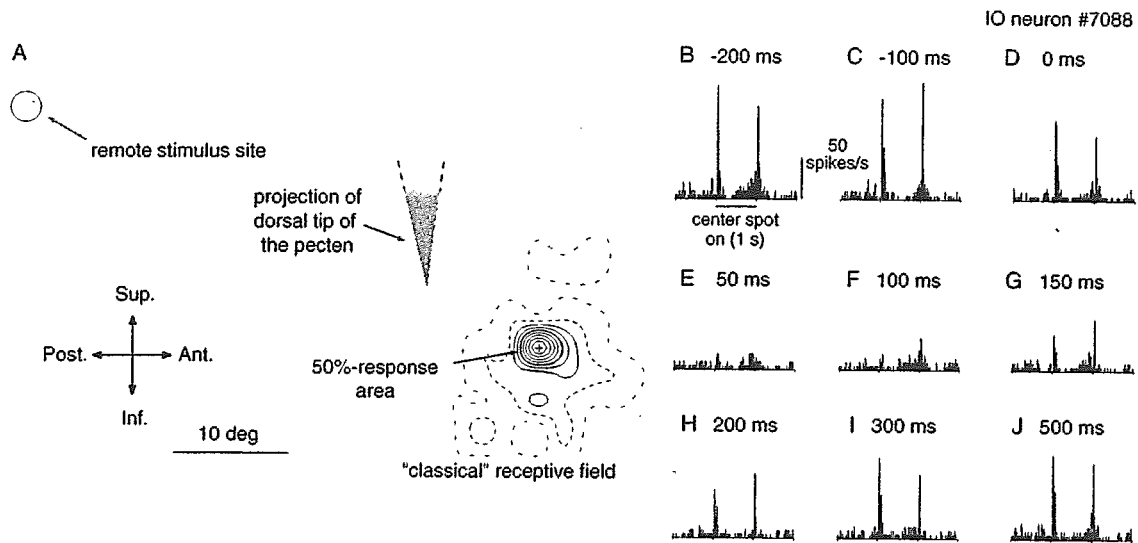 IO neuron #7088
A
remote stimulus site
projection of
dorsal tip of
the pecten
Sup.
Post.
Ant.
Inf.
10 deg
50%-response
area
"classical" receptive field
B -200 ms
C -100 ms
D 0 ms
50
spikes/s
center spot
on (1 s)
E 50 ms
F 100 ms
G 150 ms
H 200 ms
I 300 ms
J 500 ms